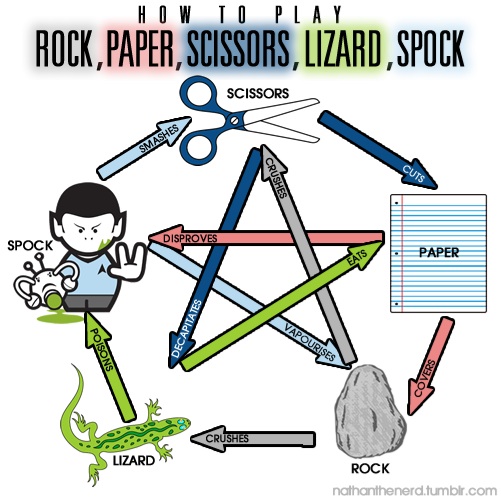 HOW TO PLAY
ROCK, PAPER, SCISSORS, LIZARD, SPOCK
SCISSORS
SMASHES
CUTS
CRUSHES
SPOCK
DISPROVES
EATS
PAPER
DECAPITATES
VAPOURISES
POISONS
COVERS
CRUSHES
LIZARD
ROCK
nathanthenerd.tumblr.com